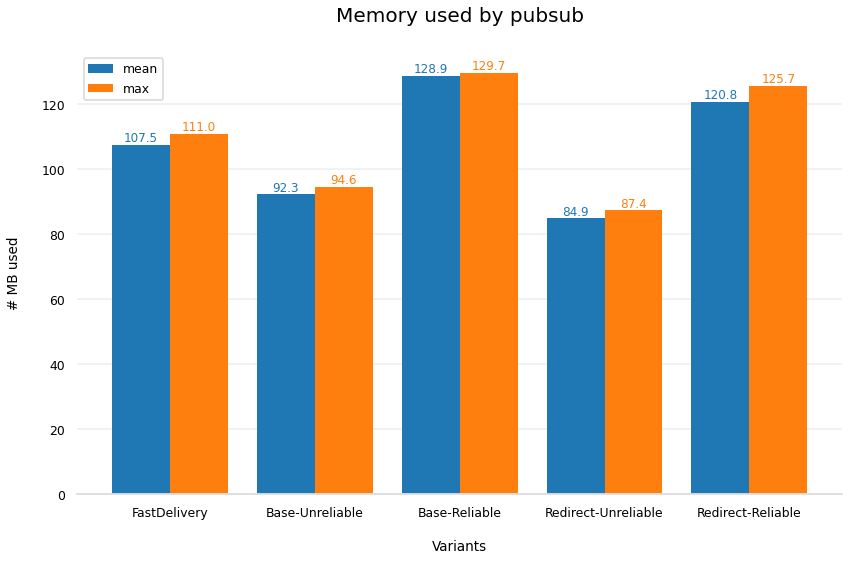 Memory used by pubsub
mean
max
# MB used
120
100
80
60
40
20
0
107.5
111.0
92.3
94.6
128.9
129.7
84.9
87.4
120.8
125.7
FastDelivery
Base-Unreliable
Base-Reliable
Redirect-Unreliable
Redirect-Reliable
Variants